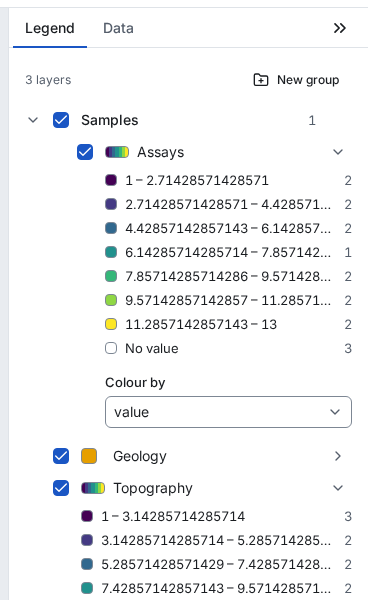 Legend Data
3 layers New group
Samples 1
Assays
1 – 2.71428571428571 2
2.71428571428571 – 4.428571... 2
4.42857142857143 – 6.142857... 2
6.14285714285714 – 7.857142... 1
7.85714285714286 – 9.571428... 2
9.57142857142857 – 11.28571... 2
11.2857142857143 – 13 2
No value 3
Colour by
value
Geology
Topography
1 – 3.14285714285714 3
3.14285714285714 – 5.285714285... 2
5.28571428571429 – 7.428571428... 2
7.42857142857143 – 9.571428571... 2